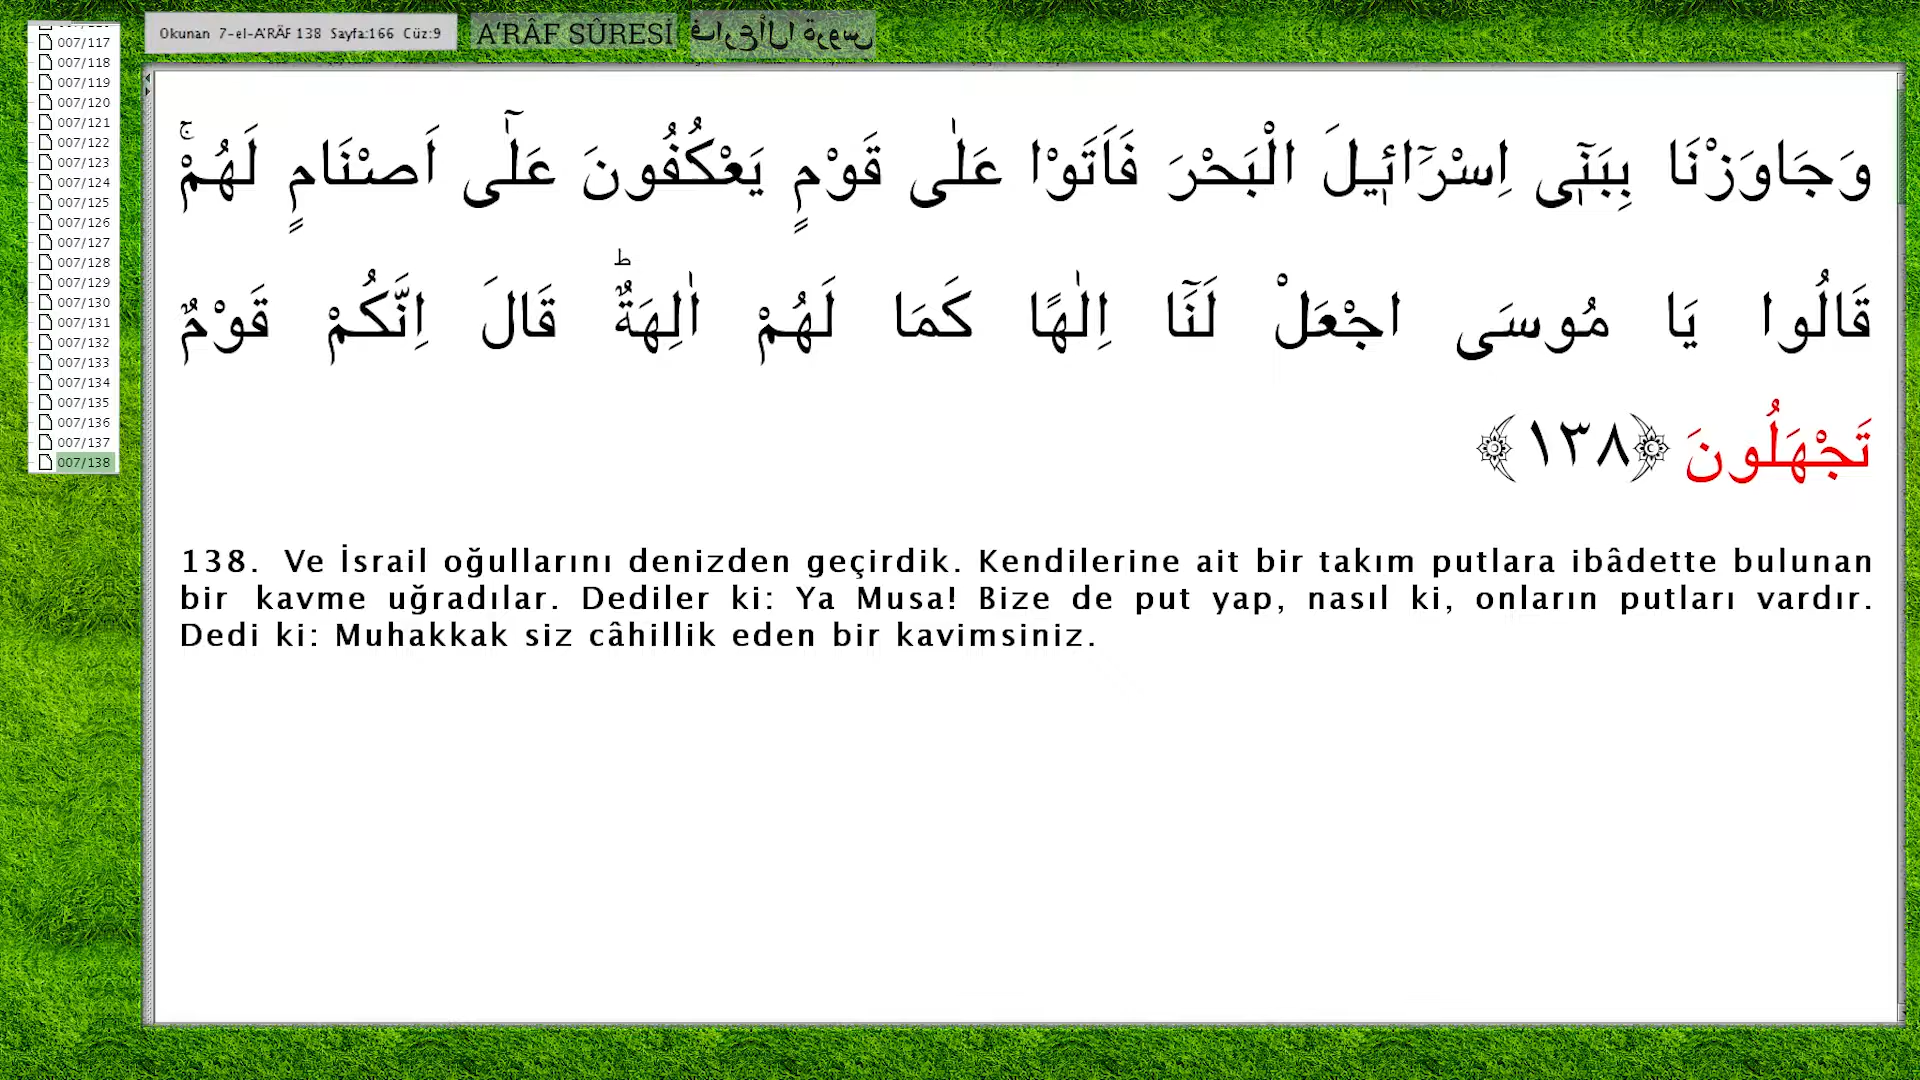 007/117
007/118
007/119
007/120
007/121
007/122
007/123
007/124
007/125
007/126
007/127
007/128
007/129
007/130
007/131
007/132
007/133
007/134
007/135
007/136
007/137
007/138
Okunan 7-el-A'RÂF 138 Sayfa:166 Cüz:9
A'RÂF SÛRESİ
سورة الأعراف
وَجَاوَزْنَا بِبَنٖٓى اِسْرَٓائٖيلَ الْبَحْرَ فَاَتَوْا عَلٰى قَوْمٍ يَعْكُفُونَ عَلٰٓى اَصْنَامٍ لَهُمْۚ
قَالُوا يَا مُوسَى اجْعَلْ لَنَٓا اِلٰهًا كَمَا لَهُمْ اٰلِهَةٌؕ قَالَ اِنَّكُمْ قَوْمٌ
تَجْهَلُونَ ﴿١٣٨﴾
138. Ve İsrail oğullarını denizden geçirdik. Kendilerine ait bir takım putlara ibâdette bulunan
bir kavme uğradılar. Dediler ki: Ya Musa! Bize de put yap, nasıl ki, onların putları vardır.
Dedi ki: Muhakkak siz câhillik eden bir kavimsiniz.